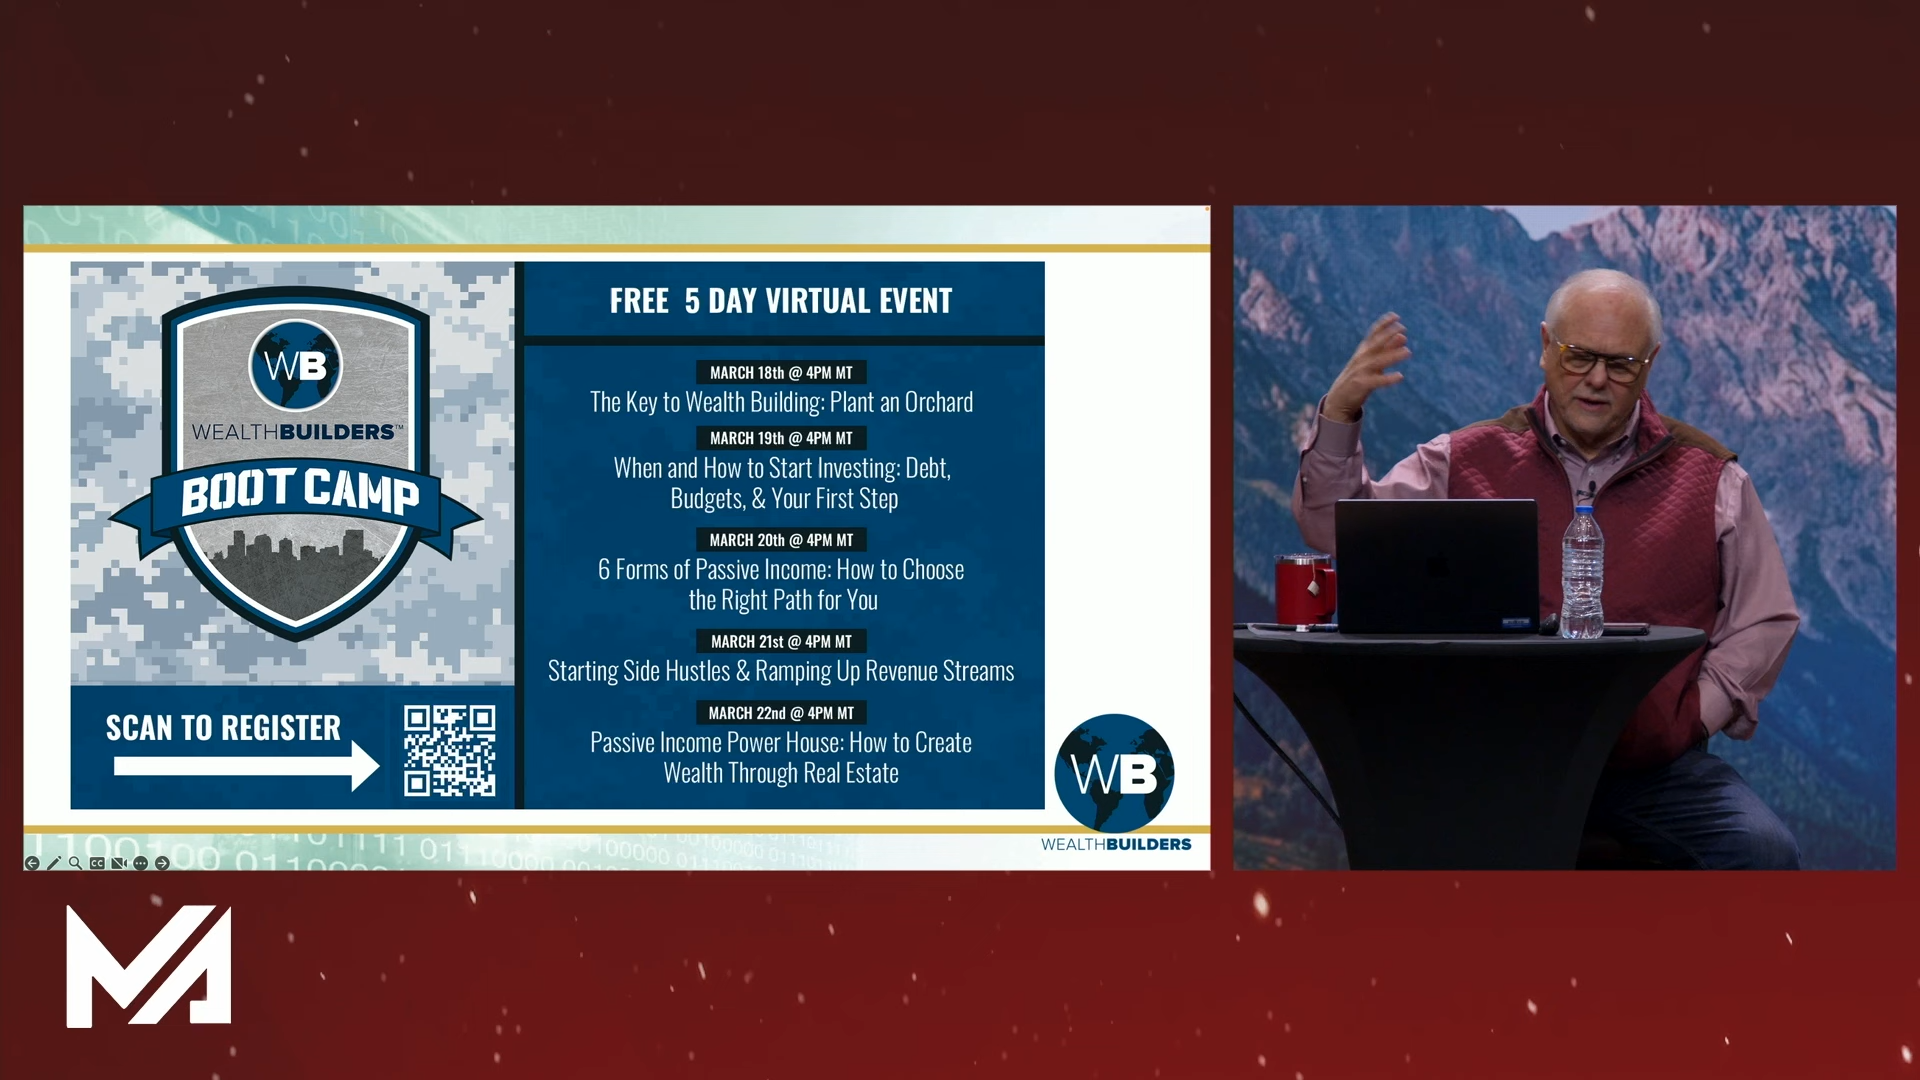 WB
WEALTHBUILDERS™
BOOT CAMP
SCAN TO REGISTER
FREE 5 DAY VIRTUAL EVENT
MARCH 18th @ 4PM MT
The Key to Wealth Building: Plant an Orchard
MARCH 19th @ 4PM MT
When and How to Start Investing: Debt,
Budgets, & Your First Step
MARCH 20th @ 4PM MT
6 Forms of Passive Income: How to Choose
the Right Path for You
MARCH 21st @ 4PM MT
Starting Side Hustles & Ramping Up Revenue Streams
MARCH 22nd @ 4PM MT
Passive Income Power House: How to Create
Wealth Through Real Estate
WB
WEALTHBUILDERS
CC
MA